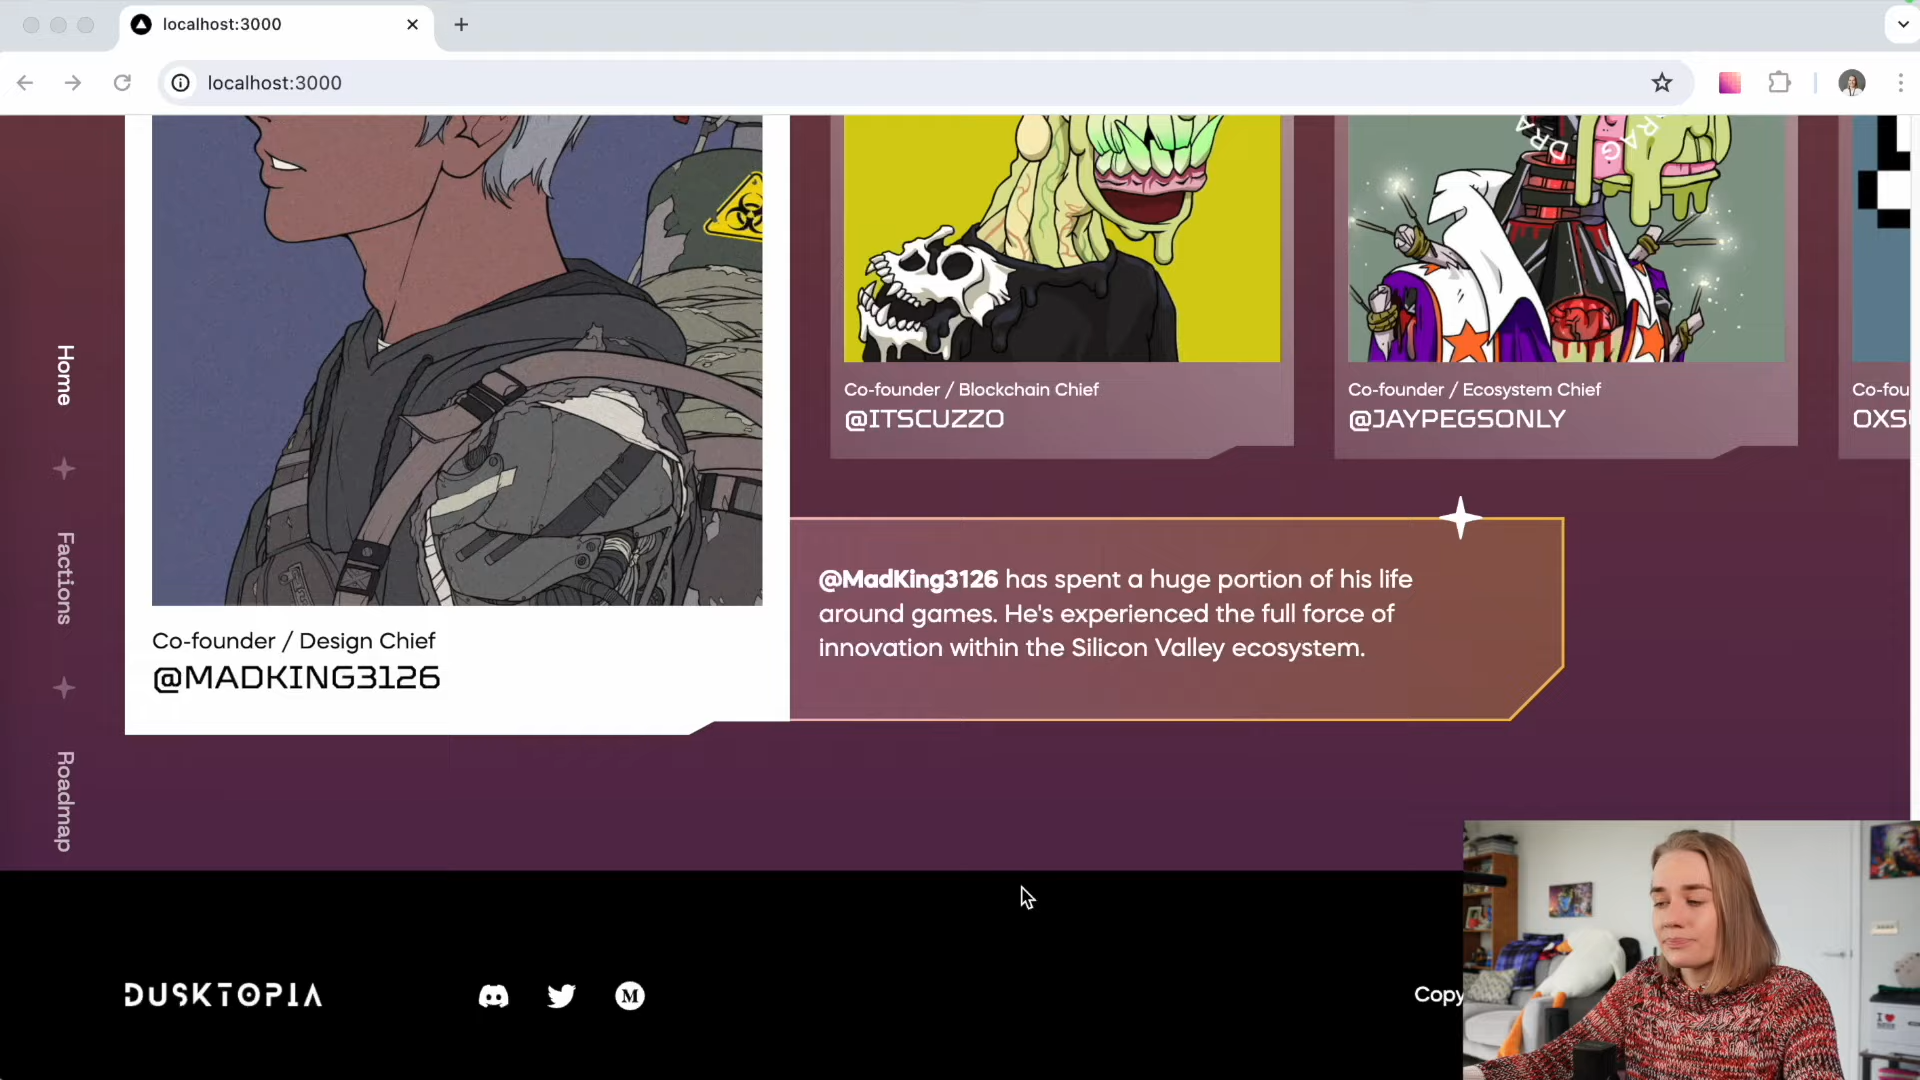 localhost:3000
localhost:3000
DRA
RAG
Home
Factions
Roadmap
Co-founder / Blockchain Chief
@ITSCUZZO
Co-founder / Ecosystem Chief
@JAYPEGSONLY
Co-fou
@MadKing3126 has spent a huge portion of his life
around games. He's experienced the full force of
innovation within the Silicon Valley ecosystem.
Co-founder / Design Chief
@MADKING3126
DUSKTOPIA
M
Copy
I